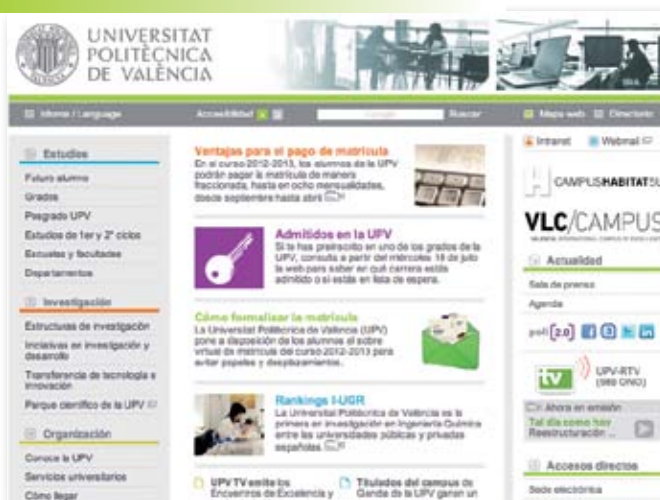 UNIVERSITAT
POLITÈCNICA
DE VALÈNCIA
Idioma / Language
Accesibilidad
Buscar
Mapa web
Directorio
Estudios
Futuro alumno
Grados
Posgrado UPV
Estudios de 1er y 2º ciclos
Escuelas y facultades
Departamentos
Investigación
Estructuras de investigación
Iniciativas en investigación y
desarrollo
Transferencia de tecnología e
innovación
Parque científico de la UPV
Organización
Conoce la UPV
Servicios universitarios
Cómo llegar
Ventajas para el pago de matrícula
En el curso 2012-2013, los alumnos de la UPV
podrán pagar la matrícula de manera
fraccionada, hasta en ocho mensualidades,
desde septiembre hasta abril
Admitidos en la UPV
Si te has preinscrito en uno de los grados de la
UPV, consulta a partir del miércoles 18 de julio
la web para saber en qué carrera estás
admitido o si estás en lista de espera.
Cómo formalizar la matrícula
La Universitat Politècnica de València (UPV)
pone a disposición de los alumnos el sobre
virtual de matrícula del curso 2012-2013 para
evitar papeles y desplazamientos.
Rankings I-UGR
La Universitat Politècnica de València es la
primera en investigación en Ingeniería Química
entre las universidades públicas y privadas
españolas.
UPV TV emite los
Encuentros de Excelencia y
Titulados del campus de
Gandia de la UPV ganan un
Intranet
Webmail
CAMPUSHABITAT5U
VLC/CAMPUS
Actualidad
Sala de prensa
Agenda
poli [2.0]
tv
UPV-RTV
(98B ONO)
Ahora en emisión
Tal día como hoy
Reestructuración ...
Accesos directos
Sede electrónica